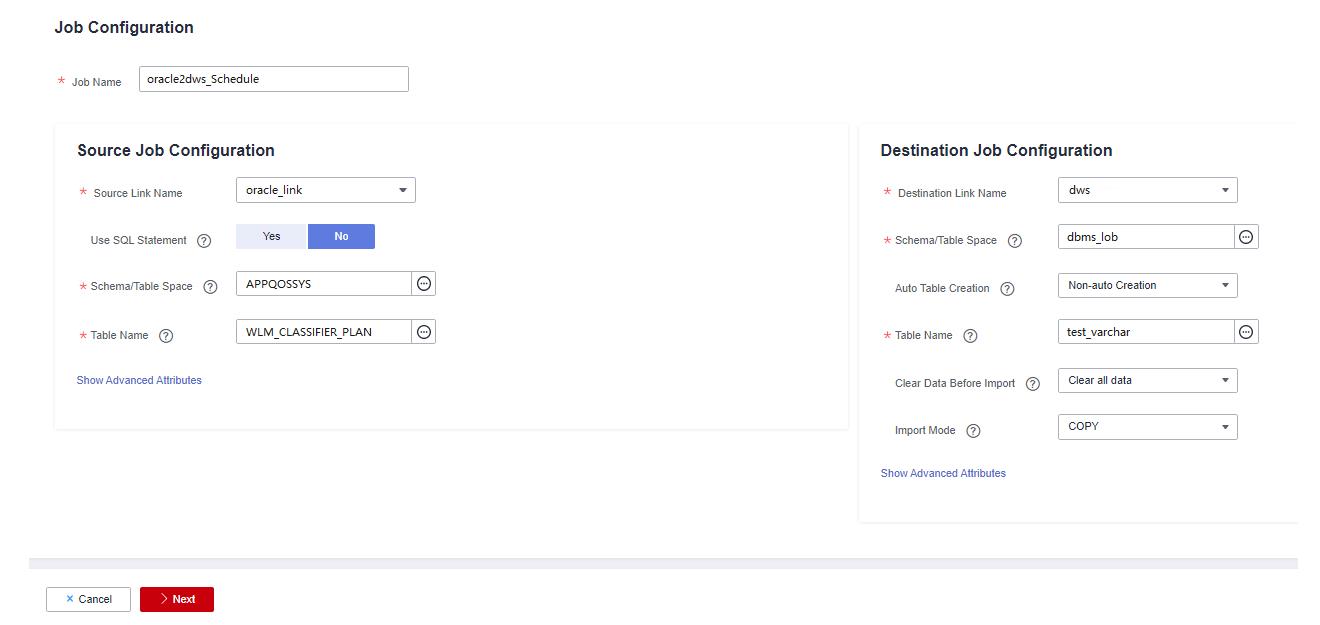 Job Configuration
* Job Name oracle2dws_Schedule
Source Job Configuration
* Source Link Name oracle_link
Use SQL Statement ? Yes No
* Schema/Table Space ? APPQOSSYS
* Table Name ? WLM_CLASSIFIER_PLAN
Show Advanced Attributes
Destination Job Configuration
* Destination Link Name dws
* Schema/Table Space ? dbms_lob
Auto Table Creation ? Non-auto Creation
* Table Name ? test_varchar
Clear Data Before Import ? Clear all data
Import Mode ? COPY
Show Advanced Attributes
× Cancel > Next